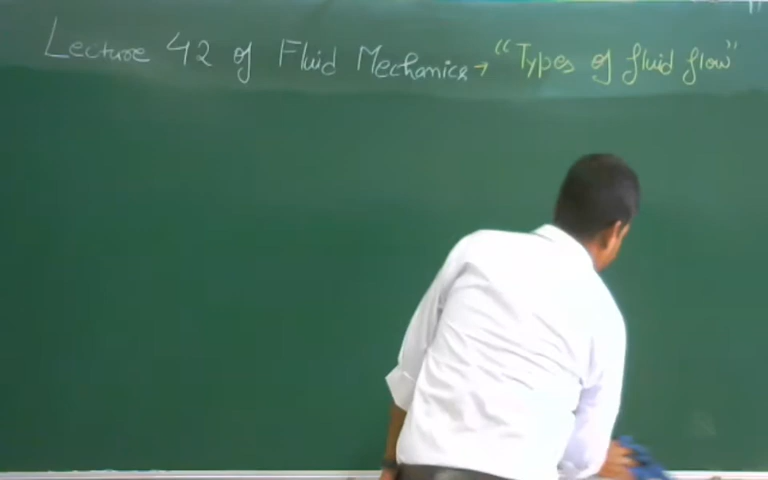 Lecture 42 of Fluid Mechanics → "Types of fluid flow"